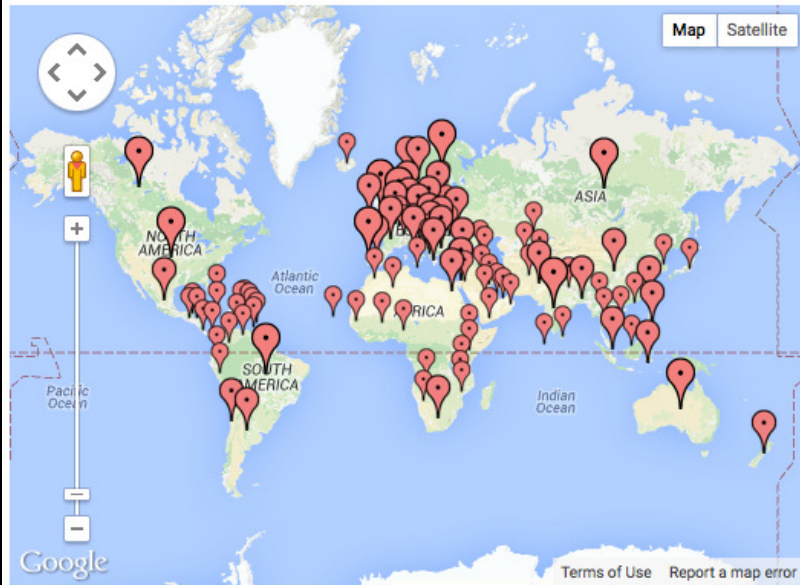 Map Satellite
ASIA
NORTH
AMERICA
Atlantic
Ocean
SOUTH
AMERICA
Pacific
Ocean
Indian
Ocean
Google
Terms of Use Report a map error